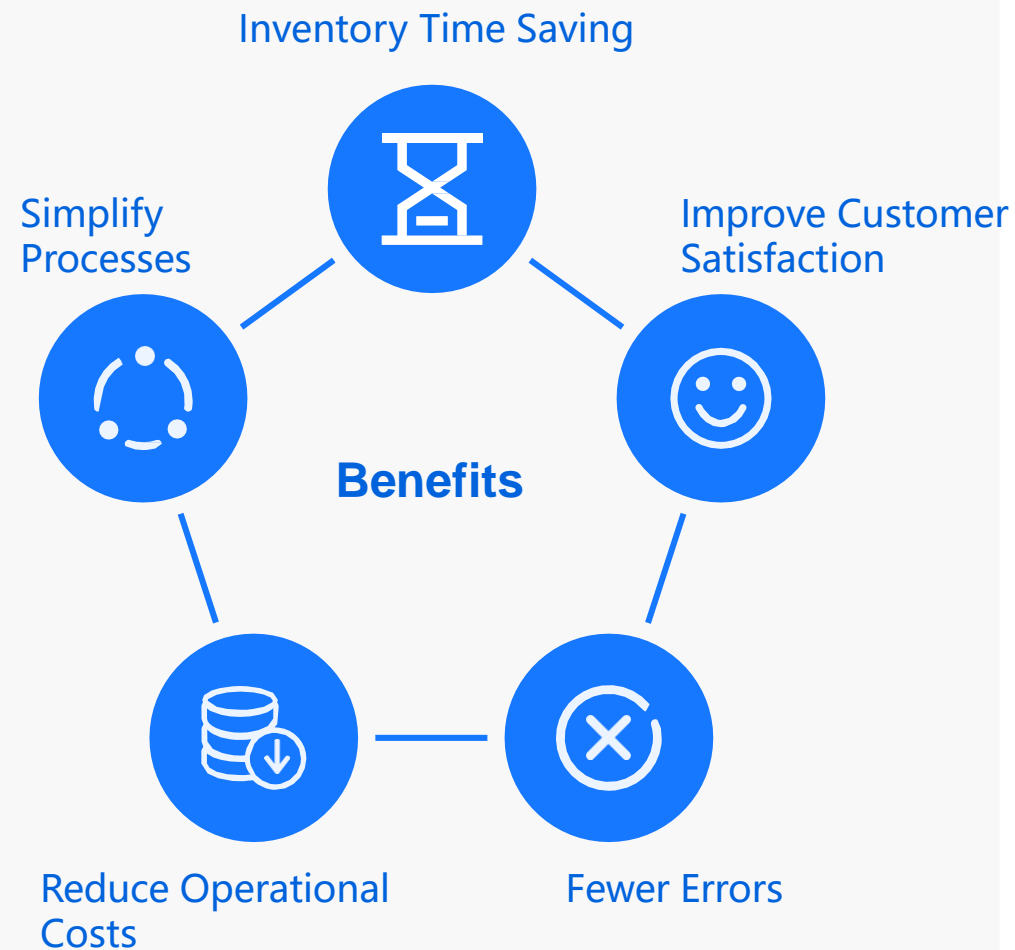 Inventory Time Saving
Simplify
Processes
Improve Customer
Satisfaction
Benefits
Reduce Operational
Costs
Fewer Errors